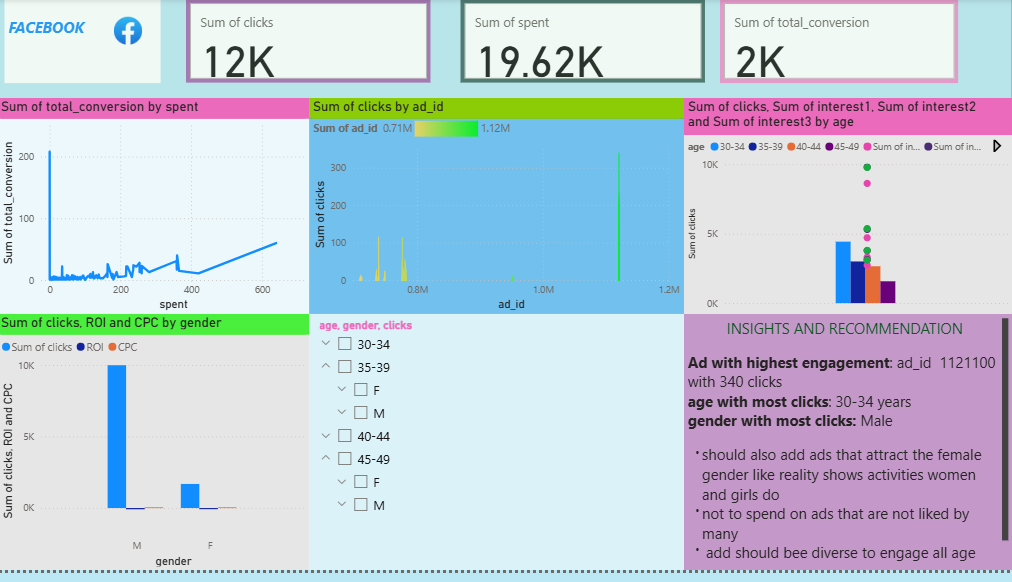 FACEBOOK
Sum of clicks
12K
Sum of spent
19.62K
Sum of total_conversion
2K
Sum of total_conversion by spent
Sum of total_conversion
200
100
0
0 200 400 600
spent
Sum of clicks by ad_id
Sum of ad_id 0.71M 1.12M
Sum of clicks
300
200
100
0
0.8M 1.0M 1.2M
ad_id
Sum of clicks, Sum of interest1, Sum of interest2
and Sum of interest3 by age
age 30-34 35-39 40-44 45-49 Sum of in... Sum of in...
Sum of clicks
10K
5K
0K
Sum of clicks, ROI and CPC by gender
Sum of clicks ROI CPC
Sum of clicks, ROI and CPC
10K
5K
0K
M F
gender
age, gender, clicks
30-34
35-39
F
M
40-44
45-49
F
M
INSIGHTS AND RECOMMENDATION
Ad with highest engagement: ad_id 1121100
with 340 clicks
age with most clicks: 30-34 years
gender with most clicks: Male
• should also add ads that attract the female
gender like reality shows activities women
and girls do
• not to spend on ads that are not liked by
many
• add should bee diverse to engage all age